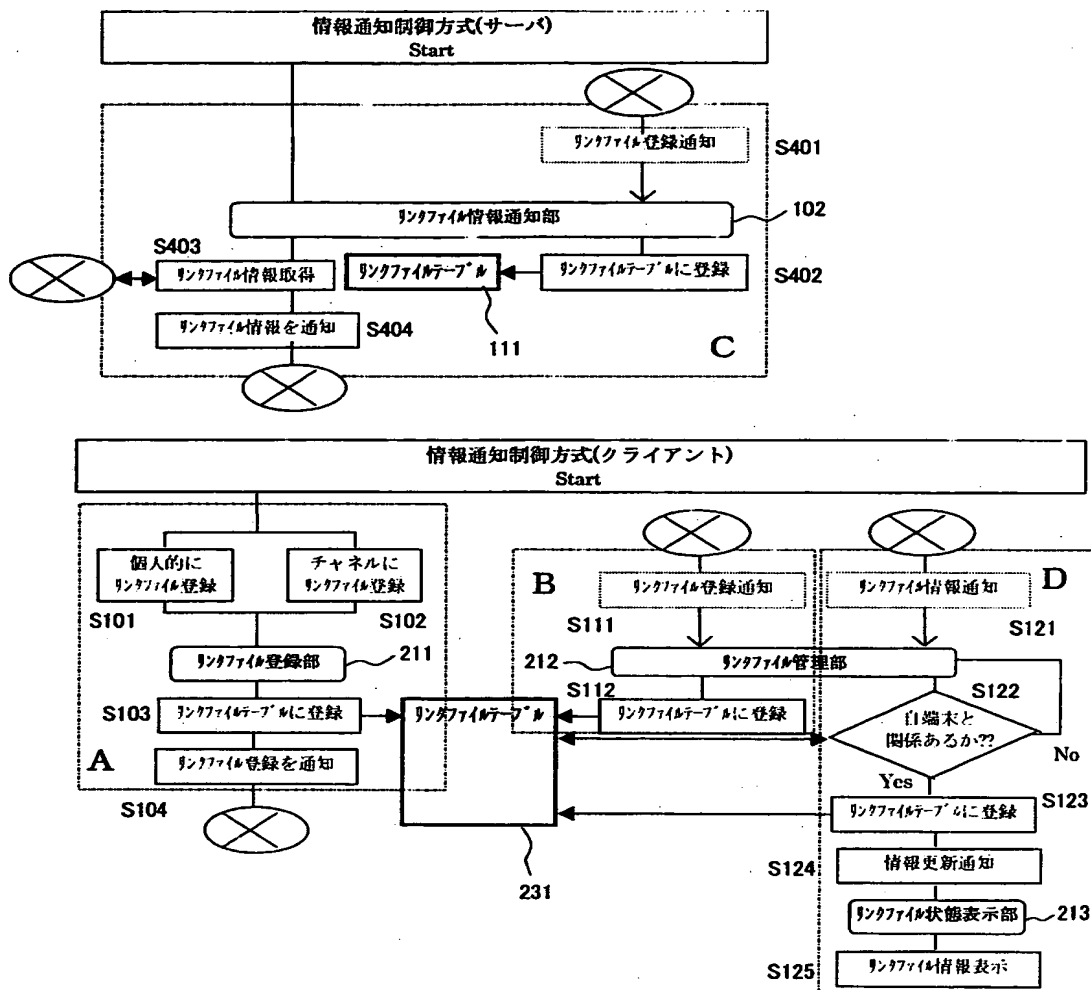 情報通知制御方式(サーバ)
Start
ﾘﾝｸﾌｧｲﾙ登録通知
S401
ﾘﾝｸﾌｧｲﾙ情報通知部
102
S403
ﾘﾝｸﾌｧｲﾙ情報取得
ﾘﾝｸﾌｧｲﾙﾃｰﾌﾞﾙ
ﾘﾝｸﾌｧｲﾙﾃｰﾌﾞﾙに登録
S402
ﾘﾝｸﾌｧｲﾙ情報を通知
S404
111
C
情報通知制御方式(クライアント)
Start
個人的に
ﾘﾝｸﾌｧｲﾙ登録
チャネルに
ﾘﾝｸﾌｧｲﾙ登録
S101
S102
B
ﾘﾝｸﾌｧｲﾙ登録通知
S111
ﾘﾝｸﾌｧｲﾙ情報通知
D
S121
ﾘﾝｸﾌｧｲﾙ登録部
211
212
ﾘﾝｸﾌｧｲﾙ管理部
S103
ﾘﾝｸﾌｧｲﾙﾃｰﾌﾞﾙに登録
ﾘﾝｸﾌｧｲﾙﾃｰﾌﾞﾙ
S112
ﾘﾝｸﾌｧｲﾙﾃｰﾌﾞﾙに登録
S122
自端末と
関係あるか??
No
Yes
A
ﾘﾝｸﾌｧｲﾙ登録を通知
S104
S123
ﾘﾝｸﾌｧｲﾙﾃｰﾌﾞﾙに登録
231
S124
情報更新通知
ﾘﾝｸﾌｧｲﾙ状態表示部
213
S125
ﾘﾝｸﾌｧｲﾙ情報表示